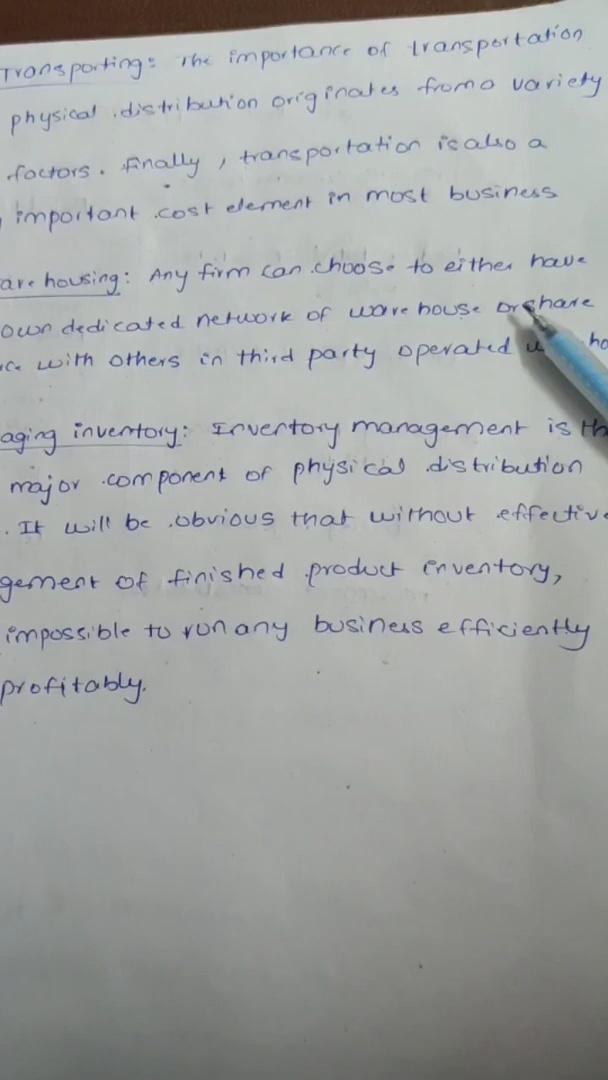 Transporting: The importance of transportation
physical distribution originates from a variety
factors. finally, transportation is also a
important cost element in most business
are housing: Any firm can choose to either have
own dedicated network of ware house or share
ce with others in third party operated
aging inventory: Inventory management is th
major component of physical distribution
. It will be obvious that without effective
gement of finished product inventory,
impossible to run any business efficiently
profitably.